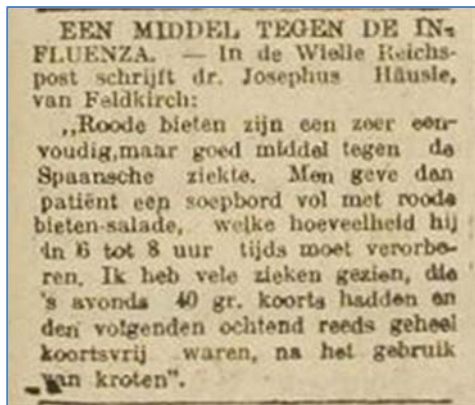 EEN MIDDEL TEGEN DE IN-
FLUENZA. — In de Wielle Reichs-
post schrijft dr. Josephus Häusle,
van Feldkirch:
„Roode bieten zijn een zeer een-
voudig,maar goed middel tegen de
Spaansche ziekte. Men geve den
patiënt een soepbord vol met roode
bieten-salade, welke hoeveelheid hij
in 6 tot 8 uur tijds moet verorbe-
ren. Ik heb vele zieken gezien, die
's avonds 40 gr. koorts hadden en
den volgenden ochtend reeds geheel
koortsvrij waren, na het gebruik
van kroten".